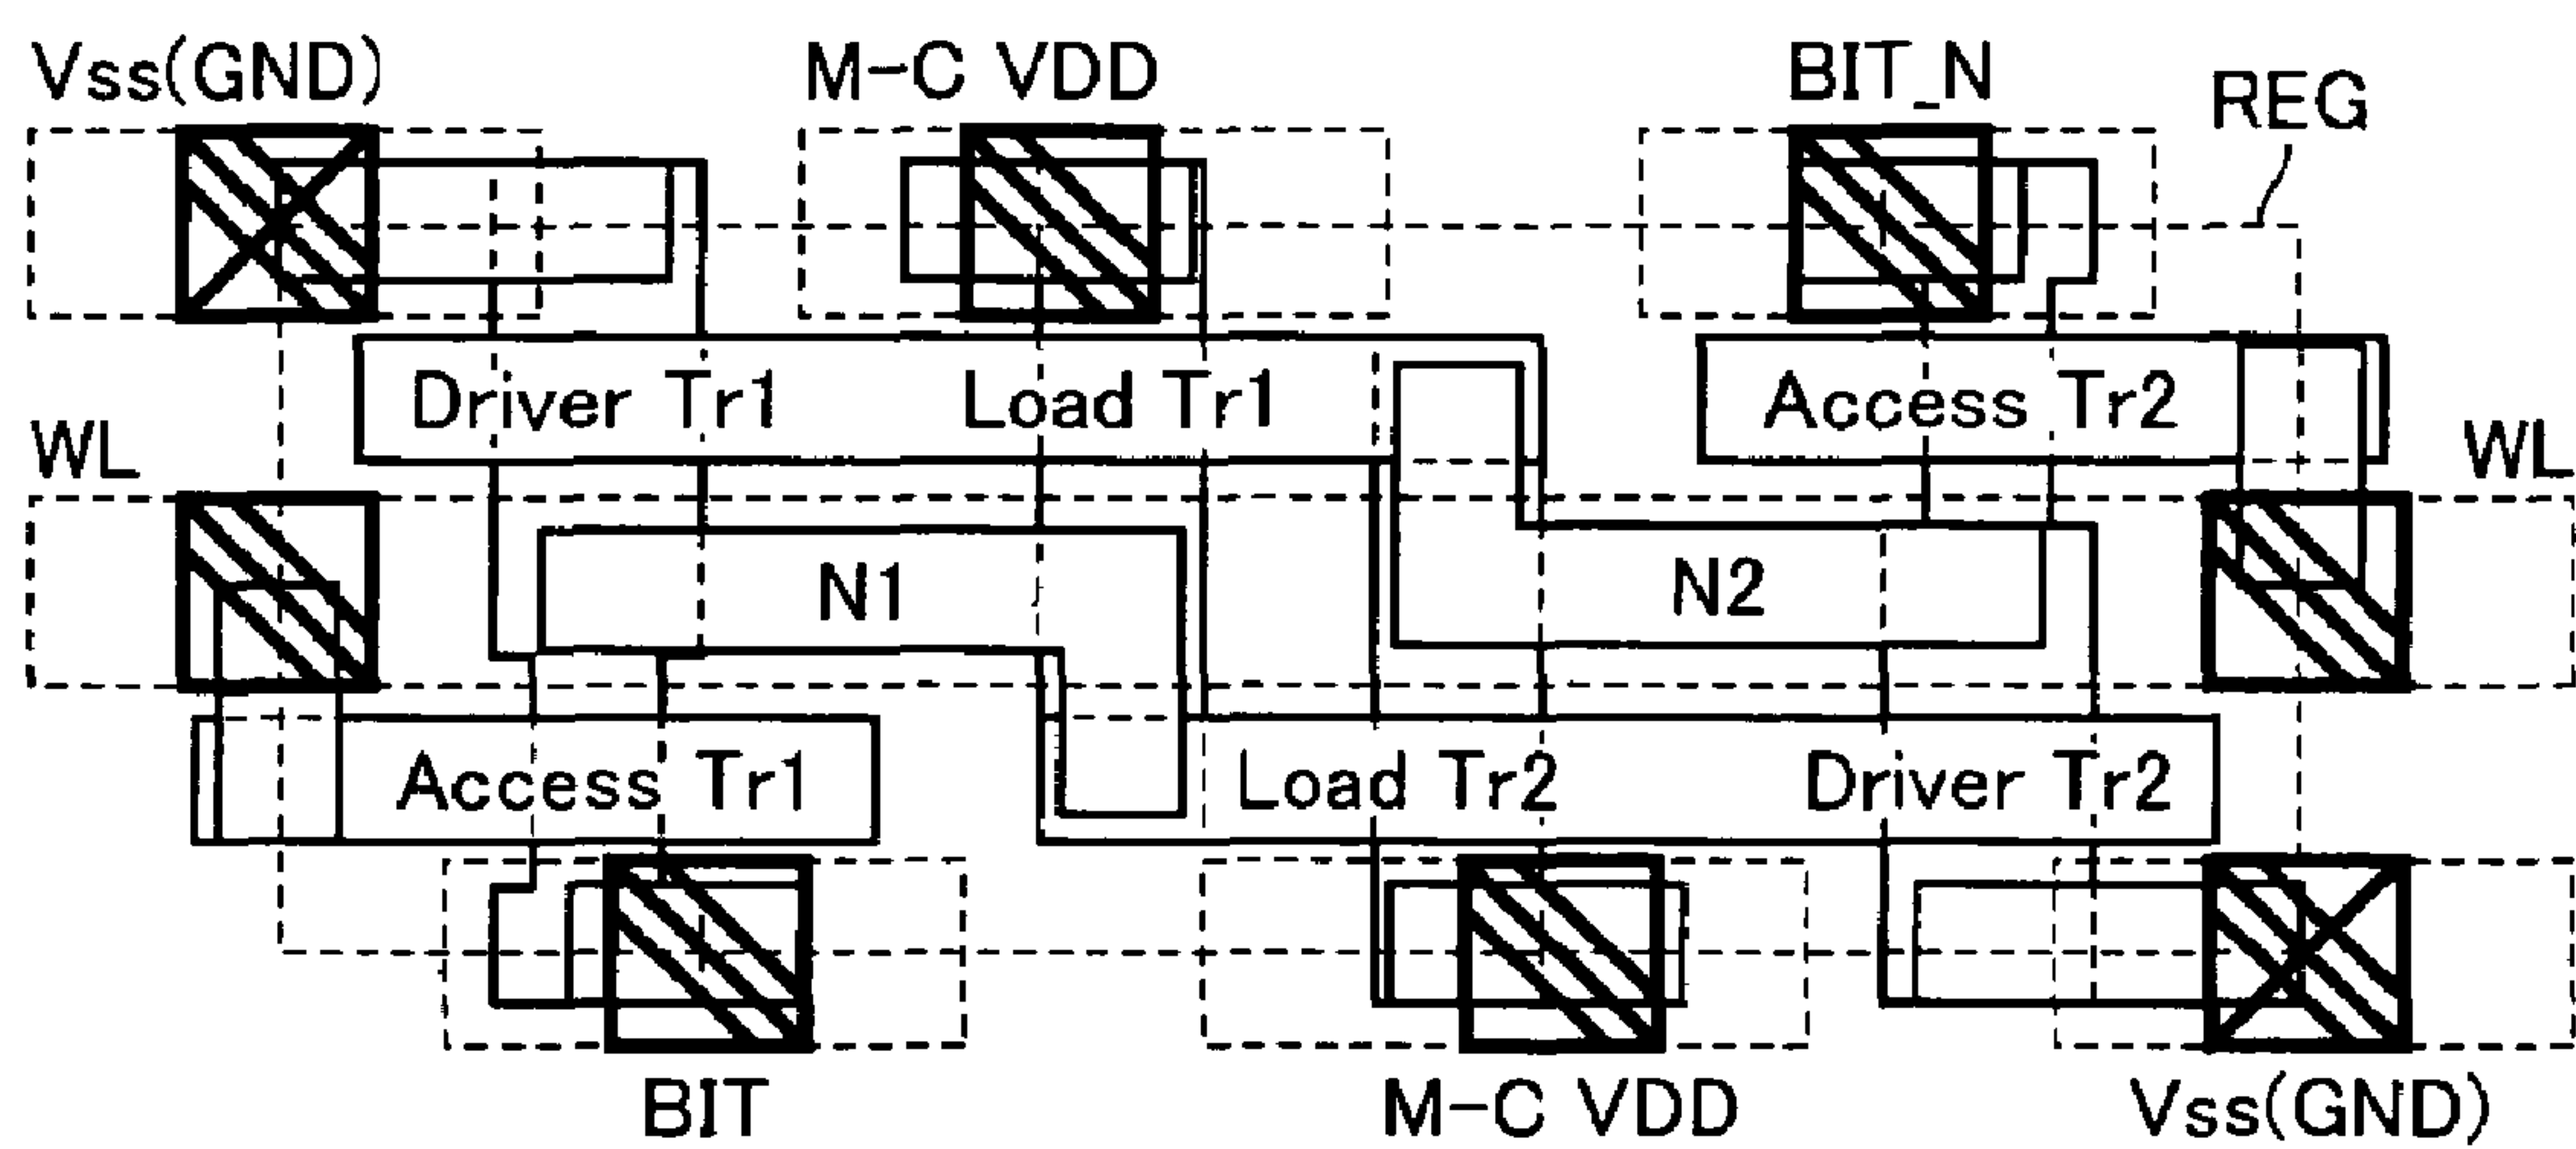 Vss(GND) M-C VDD BIT_N REG
Driver Tr1 Load Tr1 Access Tr2
WL WL
N1 N2
Access Tr1 Load Tr2 Driver Tr2
BIT M-C VDD Vss(GND)